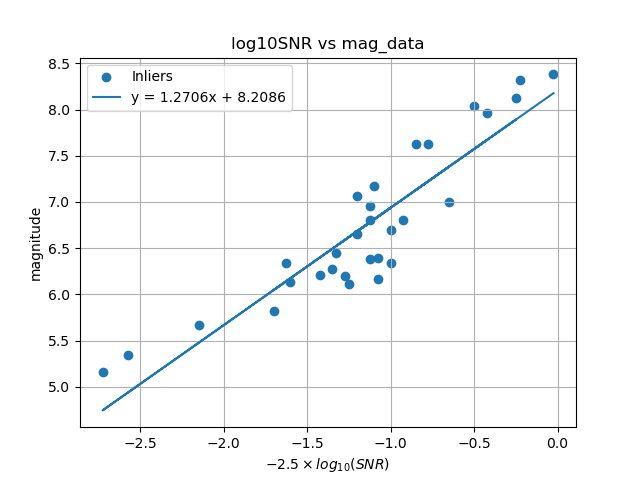 log10SNR vs mag_data
Inliers
y = 1.2706x + 8.2086
8.5
8.0
7.5
7.0
6.5
6.0
5.5
5.0
magnitude
−2.5 −2.0 −1.5 −1.0 −0.5 0.0
−2.5 × log₁₀(SNR)